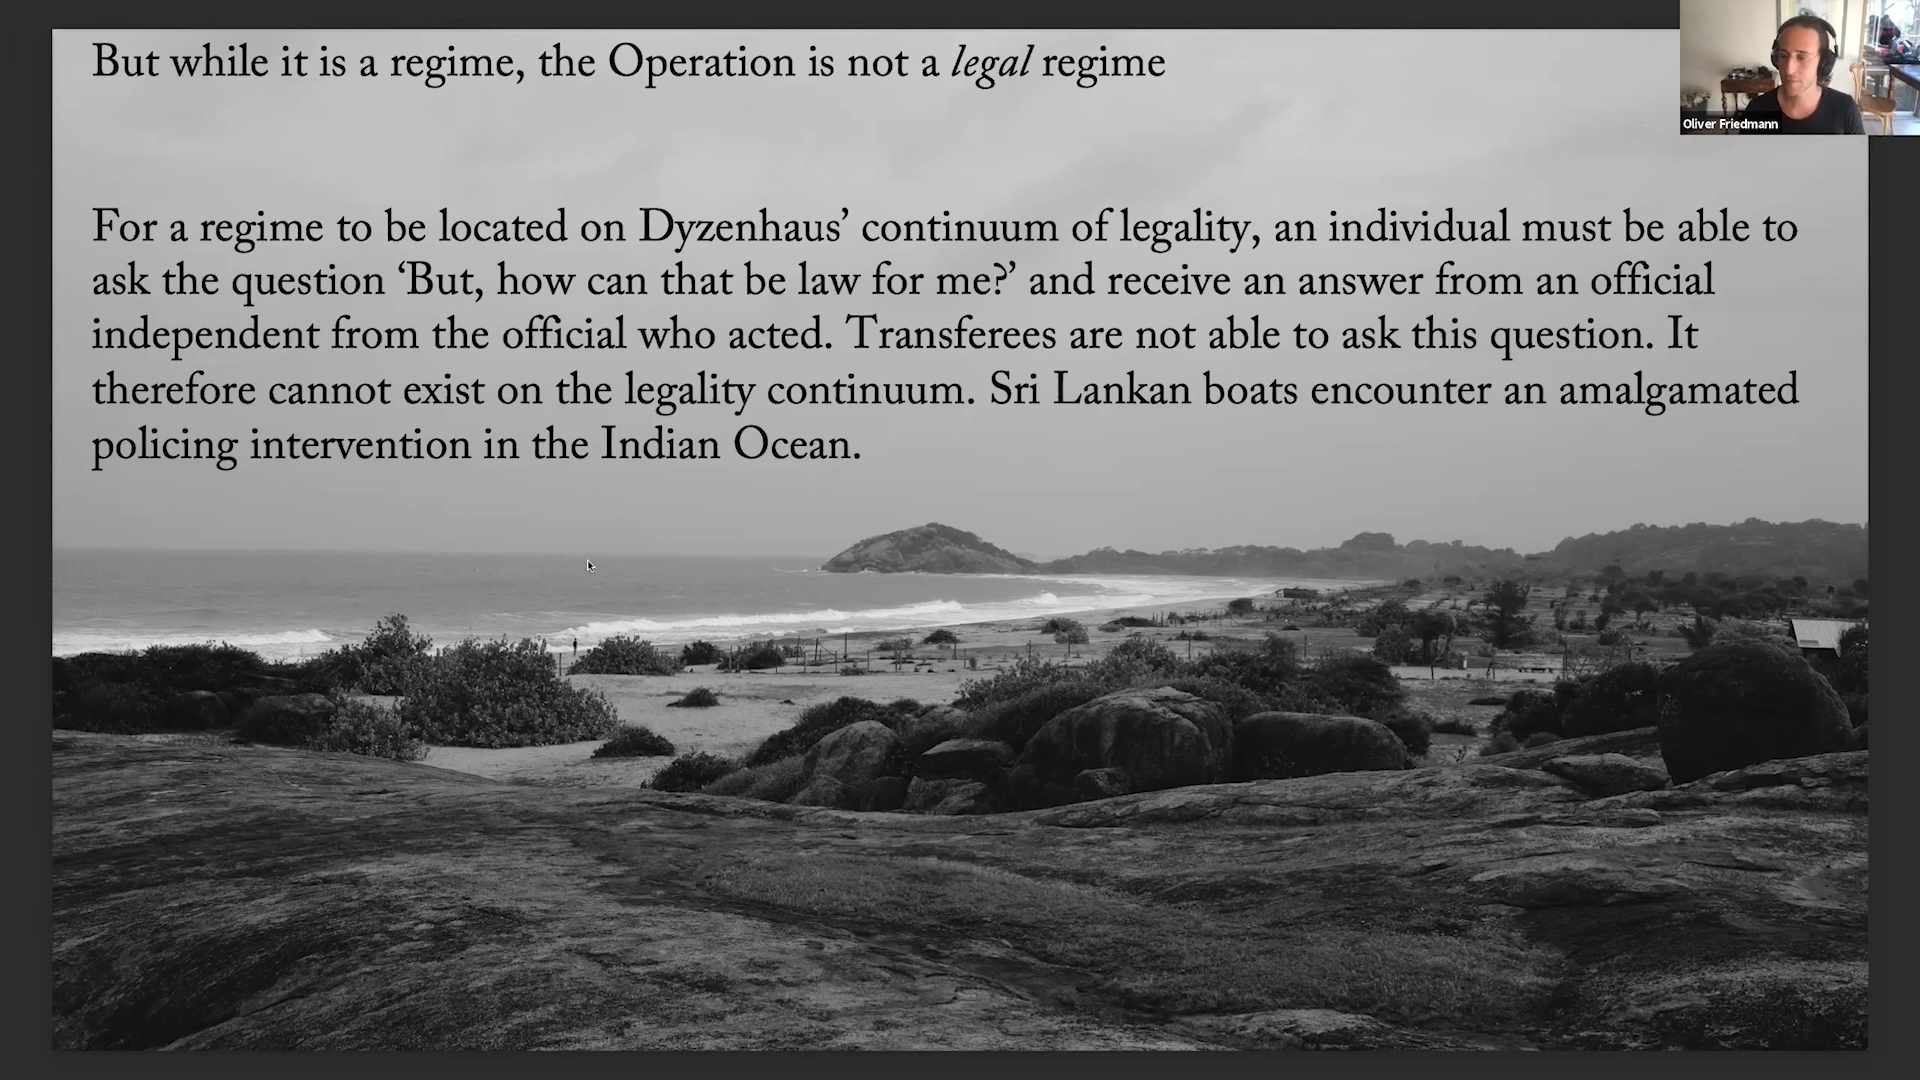 But while it is a regime, the Operation is not a legal regime
Oliver Friedmann
For a regime to be located on Dyzenhaus’ continuum of legality, an individual must be able to
ask the question ‘But, how can that be law for me?’ and receive an answer from an official
independent from the official who acted. Transferees are not able to ask this question. It
therefore cannot exist on the legality continuum. Sri Lankan boats encounter an amalgamated
policing intervention in the Indian Ocean.